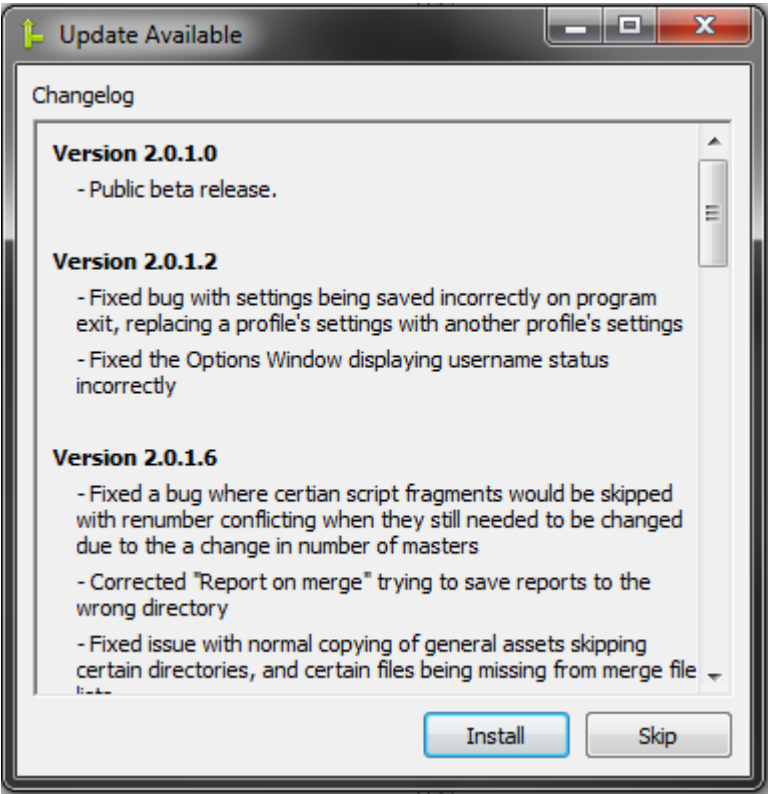 Update Available
Changelog
Version 2.0.1.0
- Public beta release.
Version 2.0.1.2
- Fixed bug with settings being saved incorrectly on program
exit, replacing a profile's settings with another profile's settings
- Fixed the Options Window displaying username status
incorrectly
Version 2.0.1.6
- Fixed a bug where certian script fragments would be skipped
with renumber conflicting when they still needed to be changed
due to the a change in number of masters
- Corrected "Report on merge" trying to save reports to the
wrong directory
- Fixed issue with normal copying of general assets skipping
certain directories, and certain files being missing from merge file
Install Skip